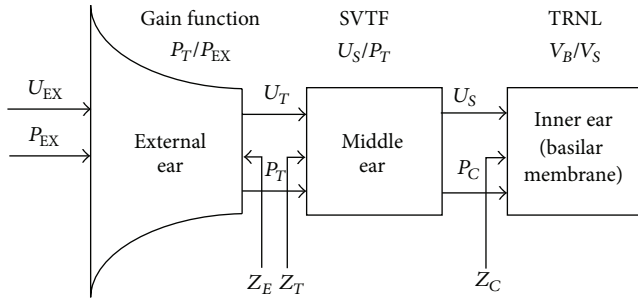 Gain function
P_T/P_EX
SVTF
U_S/P_T
TRNL
V_B/V_S
U_EX
P_EX
External
ear
U_T
P_T
Z_E
Z_T
Middle
ear
U_S
P_C
Z_C
Inner ear
(basilar
membrane)